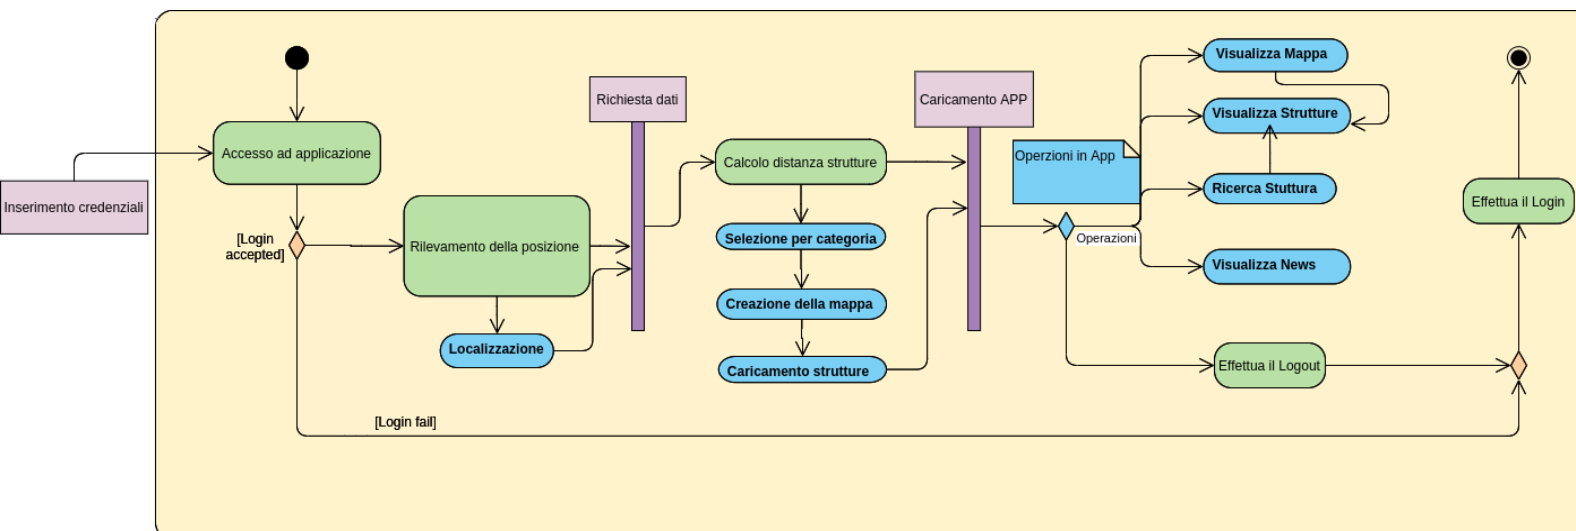 Inserimento credenziali
Accesso ad applicazione
[Login
accepted]
[Login fail]
Rilevamento della posizione
Localizzazione
Richiesta dati
Calcolo distanza strutture
Selezione per categoria
Creazione della mappa
Caricamento strutture
Caricamento APP
Operzioni in App
Operazioni
Visualizza Mappa
Visualizza Strutture
Ricerca Stuttura
Visualizza News
Effettua il Logout
Effettua il Login